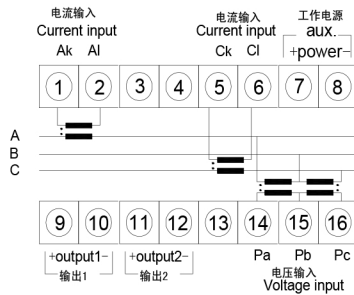 电流输入
Current input
Ak Al
电流输入
Current input
Ck Cl
工作电源
aux.
+power-
1 2 3 4 5 6 7 8
A
B
C
9 10 11 12 13 14 15 16
+output1-
输出1
+output2-
输出2
Pa Pb Pc
电压输入
Voltage input